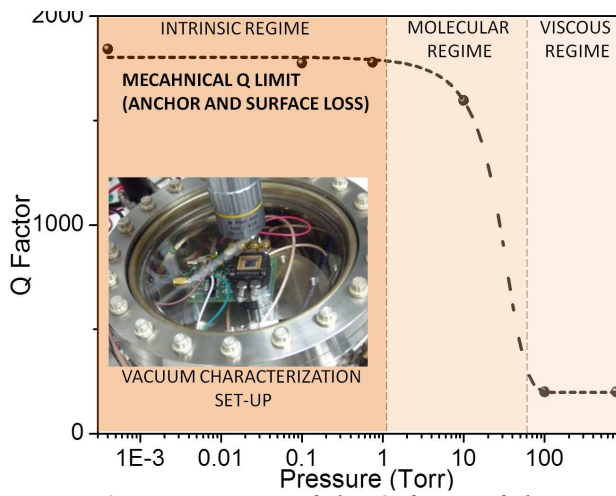 2000
INTRINSIC REGIME
MOLECULAR
REGIME
VISCOUS
REGIME
MECAHNICAL Q LIMIT
(ANCHOR AND SURFACE LOSS)
1000
Q Factor
VACUUM CHARACTERIZATION
SET-UP
0
1E-3 0.01 0.1 1 10 100
Pressure (Torr)